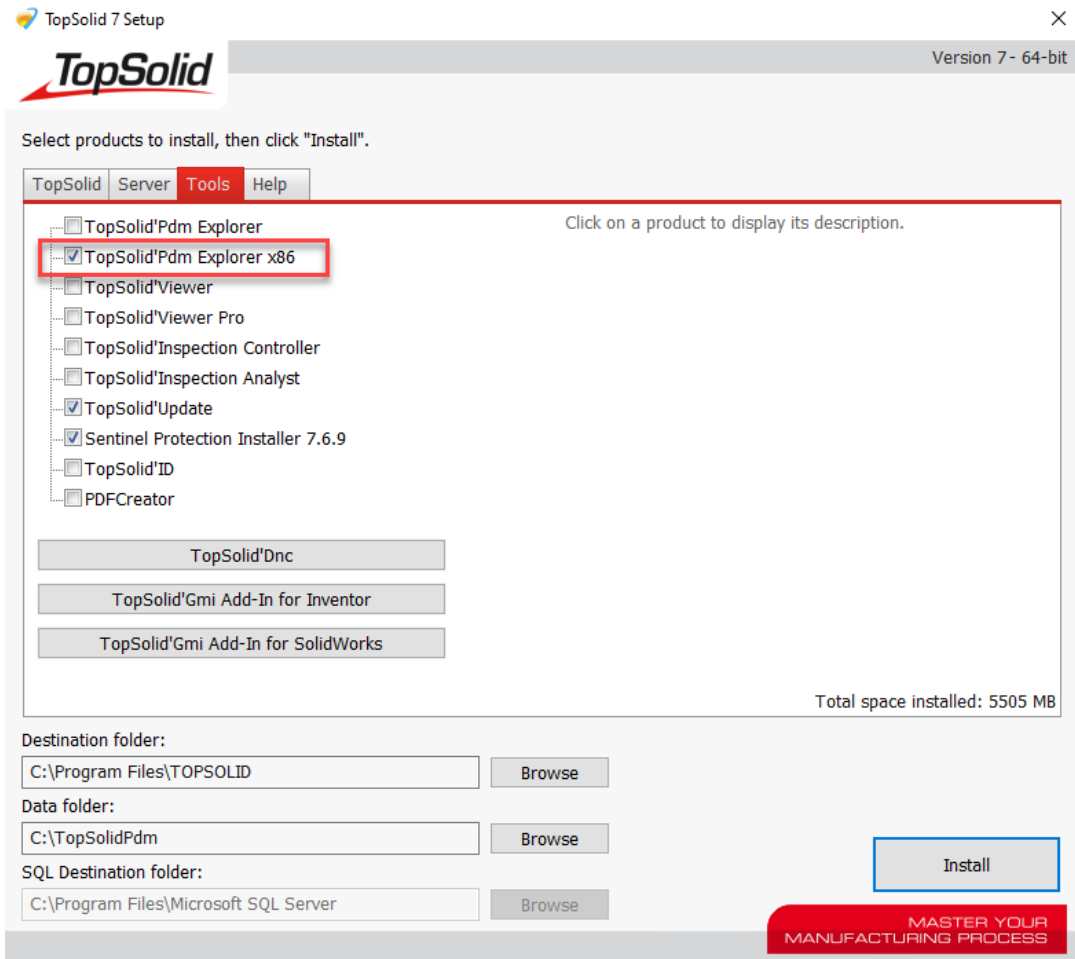 TopSolid 7 Setup
TopSolid
Version 7 - 64-bit
Select products to install, then click "Install".
TopSolid Server Tools Help
TopSolid'Pdm Explorer
Click on a product to display its description.
TopSolid'Pdm Explorer x86
TopSolid'Viewer
TopSolid'Viewer Pro
TopSolid'Inspection Controller
TopSolid'Inspection Analyst
TopSolid'Update
Sentinel Protection Installer 7.6.9
TopSolid'ID
PDFCreator
TopSolid'Dnc
TopSolid'Gmi Add-In for Inventor
TopSolid'Gmi Add-In for SolidWorks
Total space installed: 5505 MB
Destination folder:
C:\Program Files\TOPSOLID Browse
Data folder:
C:\TopSolidPdm Browse
SQL Destination folder:
C:\Program Files\Microsoft SQL Server Browse
Install
MASTER YOUR
MANUFACTURING PROCESS